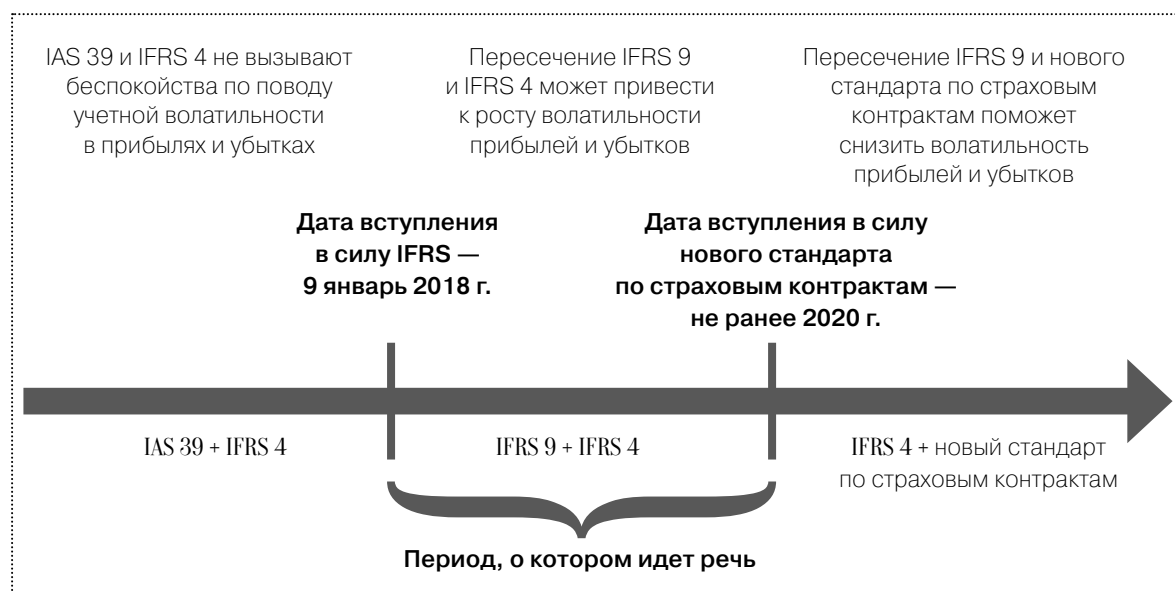 IAS 39 и IFRS 4 не вызывают
беспокойства по поводу
учетной волатильности
в прибылях и убытках
Пересечение IFRS 9
и IFRS 4 может привести
к росту волатильности
прибылей и убытков
Пересечение IFRS 9 и нового
стандарта по страховым
контрактам поможет
снизить волатильность
прибылей и убытков
Дата вступления
в силу IFRS —
9 январь 2018 г.
Дата вступления в силу
нового стандарта
по страховым контрактам —
не ранее 2020 г.
IAS 39 + IFRS 4
IFRS 9 + IFRS 4
IFRS 4 + новый стандарт
по страховым контрактам
Период, о котором идет речь